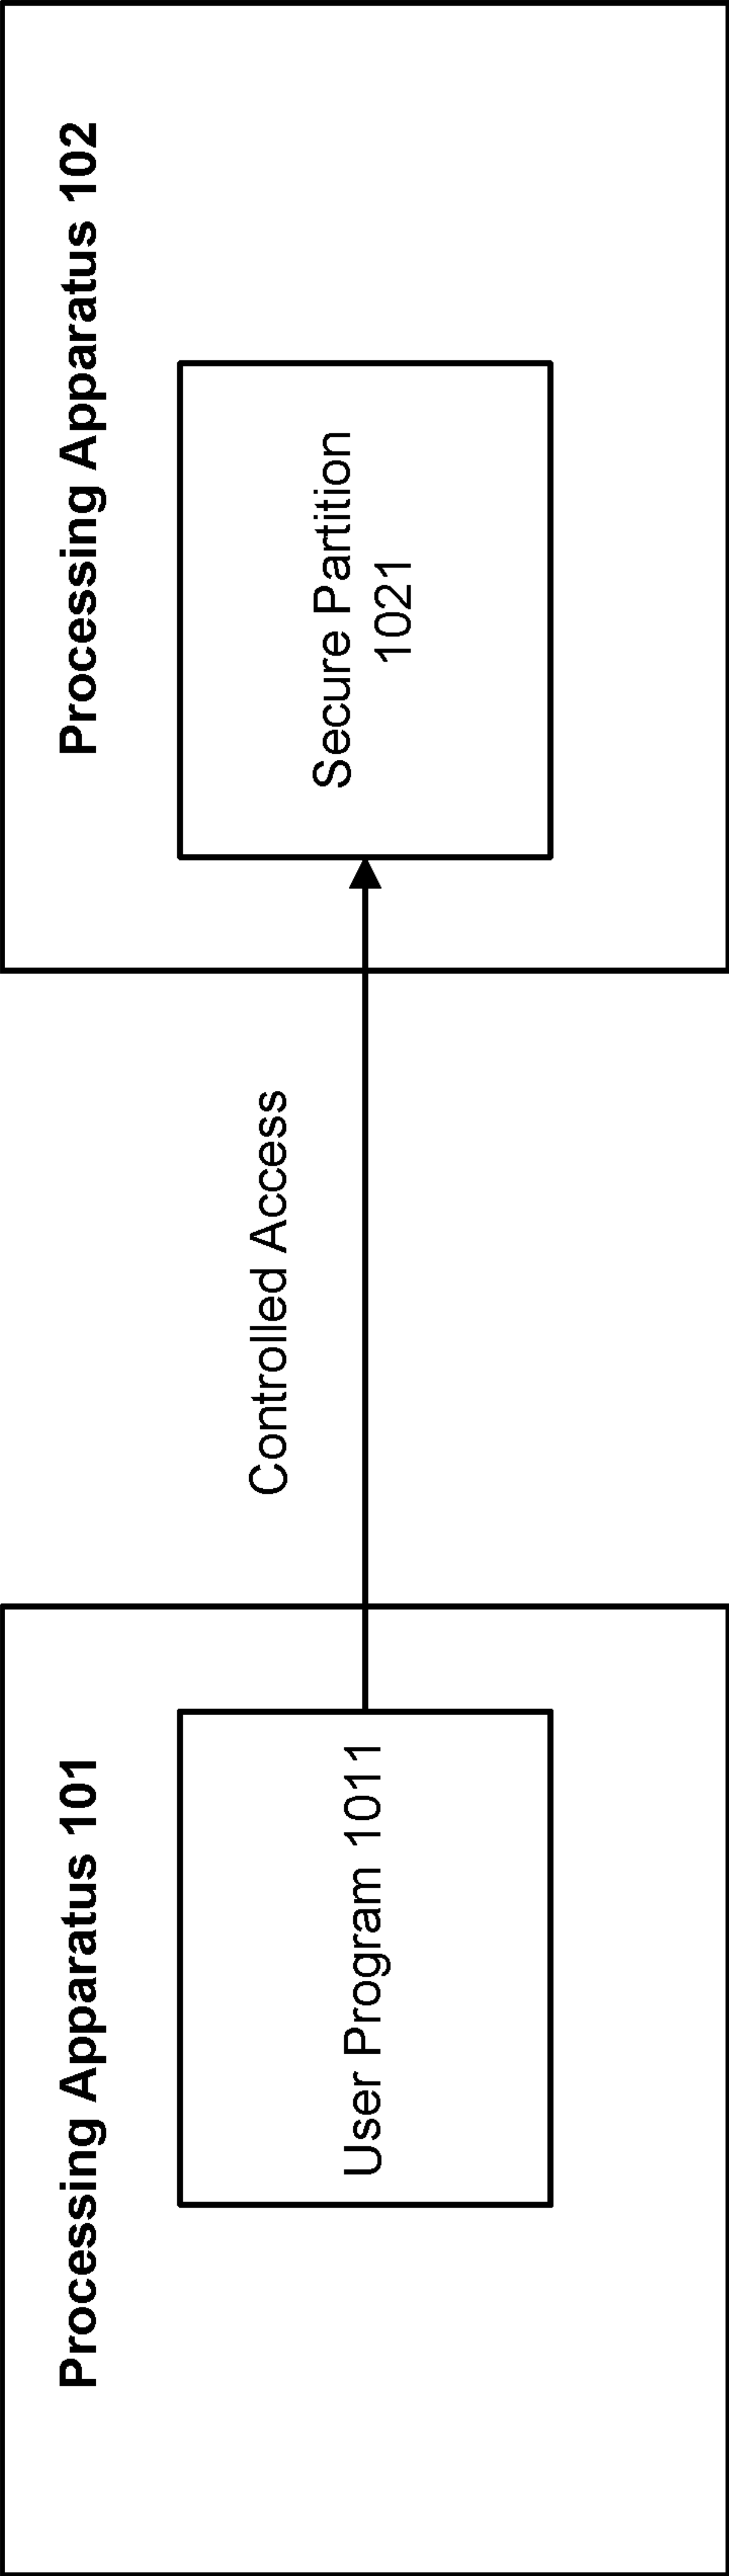 Processing Apparatus 101
User Program 1011
Controlled Access
Processing Apparatus 102
Secure Partition
1021